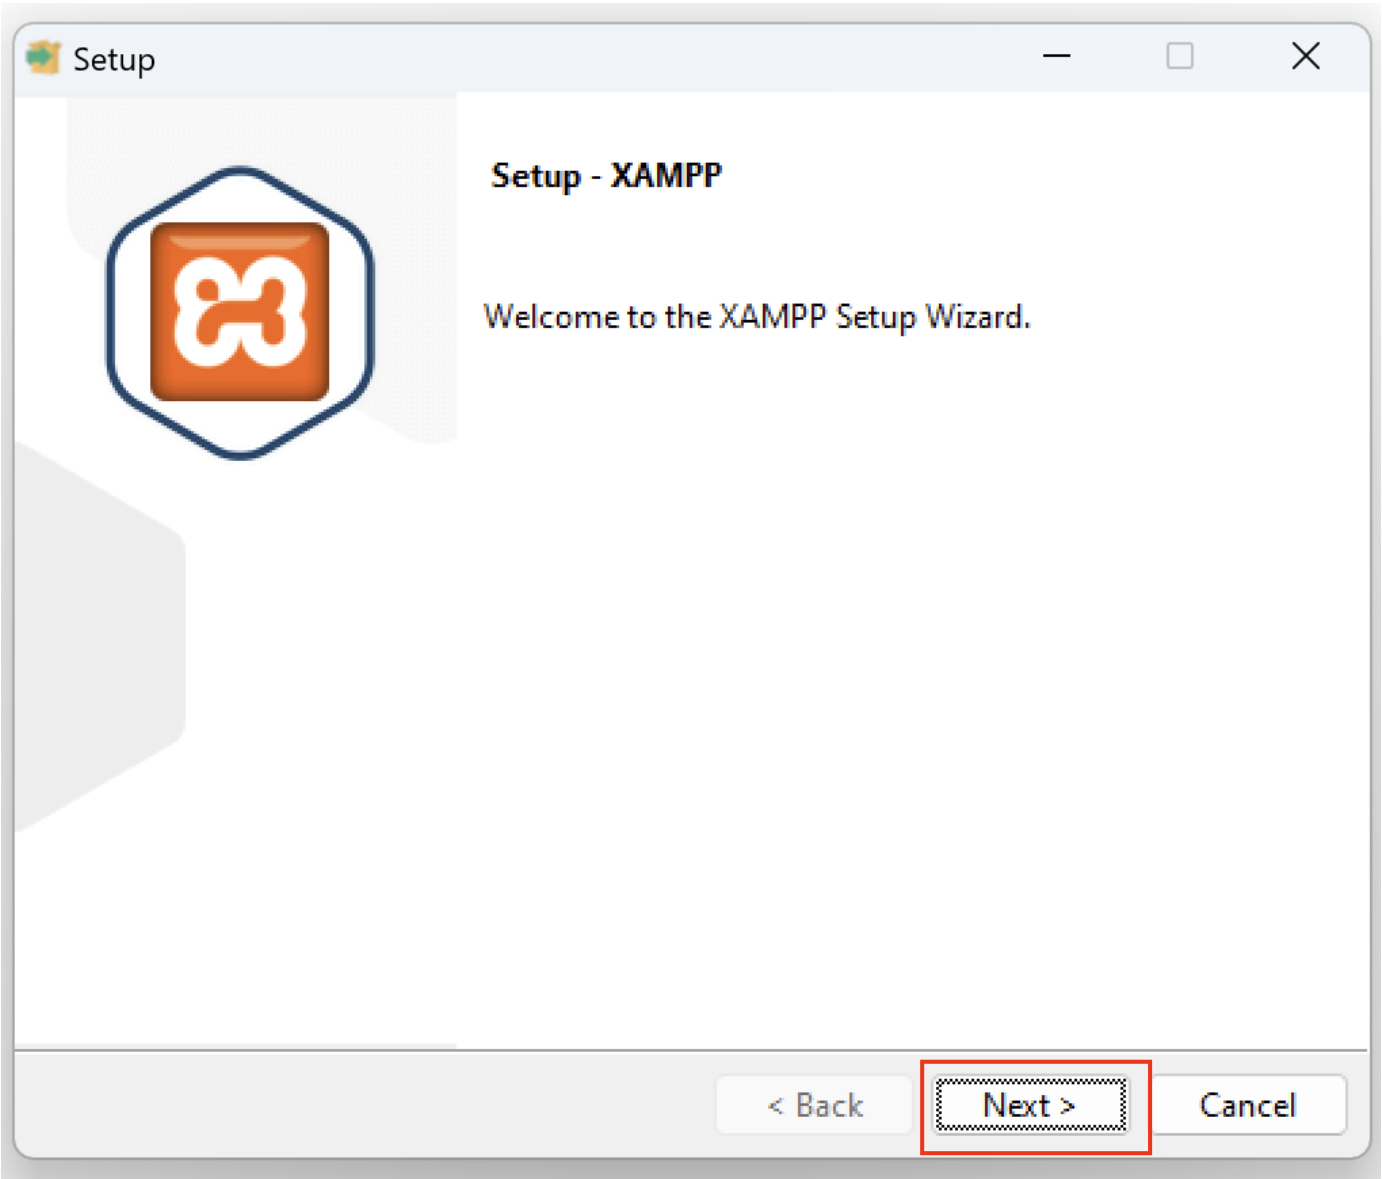 Setup
Setup - XAMPP
Welcome to the XAMPP Setup Wizard.
< Back
Next >
Cancel